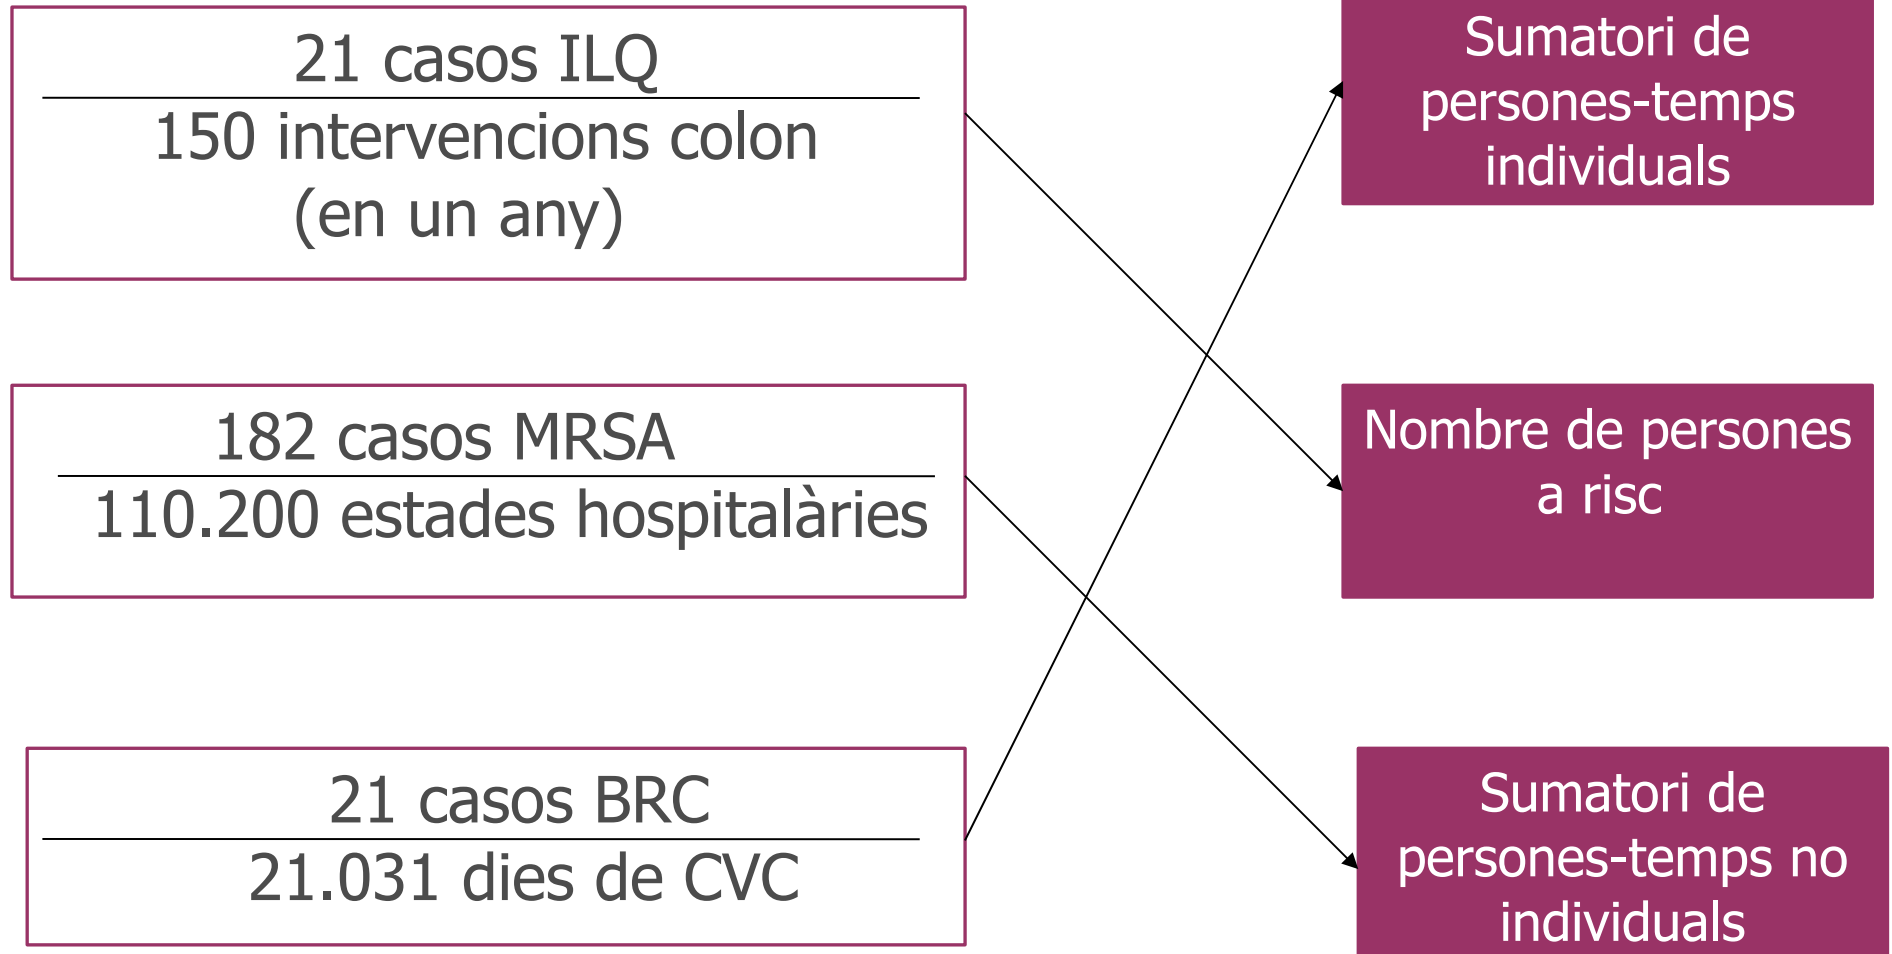 21 casos ILQ
150 intervencions colon
(en un any)
182 casos MRSA
110.200 estades hospitalàries
21 casos BRC
21.031 dies de CVC
Sumatori de
persones-temps
individuals
Nombre de persones
a risc
Sumatori de
persones-temps no
individuals